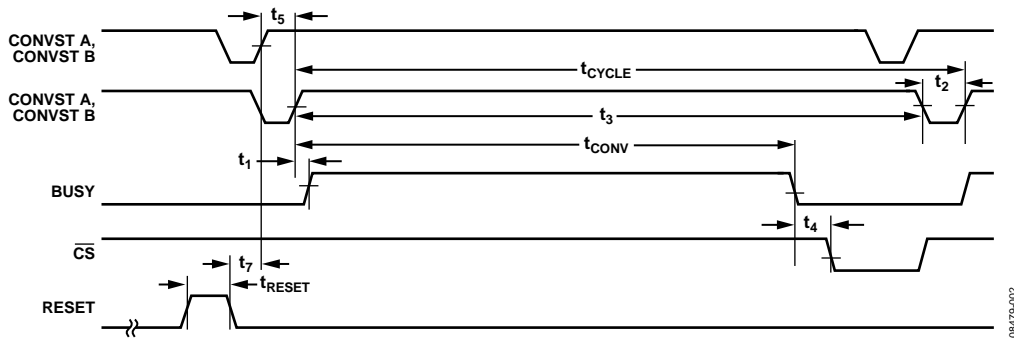 t5
CONVST A,
CONVST B
tCYCLE
CONVST A,
CONVST B
t2
t3
tCONV
t1
BUSY
t4
CS
t7
tRESET
RESET
08479-002